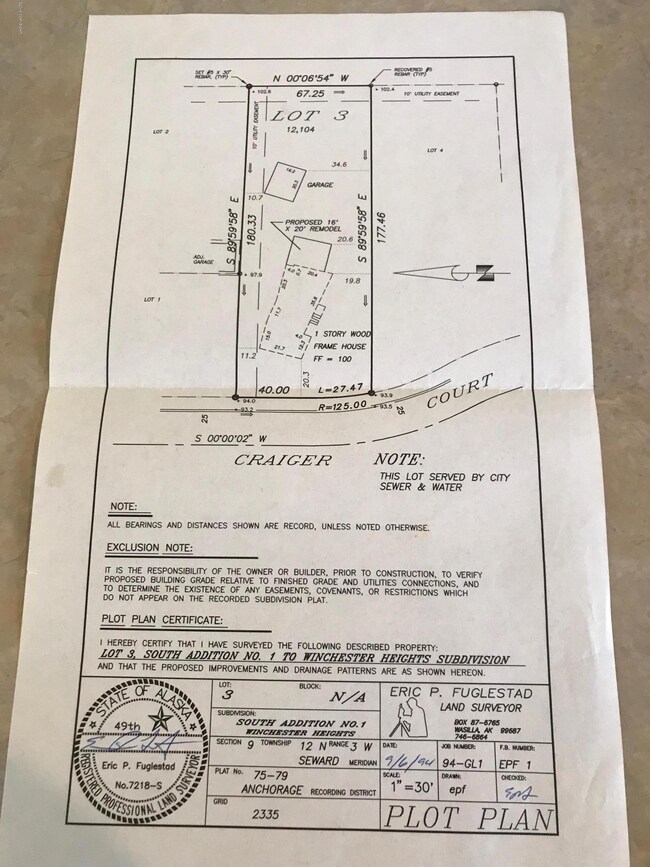 SET #5 X 30"
REBAR, (TYP)
N 00°06'54" W
RECOVERED #5
REBAR (TYP)
102.6
67.25
102.4
10' UTILITY EASEMENT
10' UTILITY EASEMENT
LOT 3
12,104
LOT 2
LOT 4
34.6
16.2
20.2
GARAGE
10.7
S 89°59'58" E
180.33
S 89°59'58" E
177.46
PROPOSED 16'
X 20' REMODEL
20.6
ADJ.
GARAGE
97.9
19.8
LOT 1
1 STORY WOOD
FRAME HOUSE
FF = 100
11.2
21.7
20.3
40.00
L=27.47
94.0
93.9
93.2
R=125.00
93.5
25
25
COURT
S 00°00'02" W
CRAIGER
NOTE:
THIS LOT SERVED BY CITY
SEWER & WATER
NOTE:
ALL BEARINGS AND DISTANCES SHOWN ARE RECORD, UNLESS NOTED OTHERWISE.
EXCLUSION NOTE:
IT IS THE RESPONSIBILITY OF THE OWNER OR BUILDER, PRIOR TO CONSTRUCTION, TO VERIFY
PROPOSED BUILDING GRADE RELATIVE TO FINISHED GRADE AND UTILITIES CONNECTIONS, AND
TO DETERMINE THE EXISTENCE OF ANY EASEMENTS, COVENANTS, OR RESTRICTIONS WHICH
DO NOT APPEAR ON THE RECORDED SUBDIVISION PLAT.
PLOT PLAN CERTIFICATE:
I HEREBY CERTIFY THAT I HAVE SURVEYED THE FOLLOWING DESCRIBED PROPERTY:
LOT 3, SOUTH ADDITION NO. 1 TO WINCHESTER HEIGHTS SUBDIVISION
AND THAT THE PROPOSED IMPROVEMENTS AND DRAINAGE PATTERNS ARE AS SHOWN HEREON.
STATE OF ALASKA
49th
Eric P. Fuglestad
No.7218-S
REGISTERED PROFESSIONAL LAND SURVEYOR
LOT:
3
BLOCK:
N/A
SUBDIVISION:
SOUTH ADDITION NO.1
WINCHESTER HEIGHTS
SECTION 9 TOWNSHIP 12 N RANGE 3 W
SEWARD MERIDIAN
PLAT No. 75-79
ANCHORAGE RECORDING DISTRICT
GRID
2335
ERIC P. FUGLESTAD
LAND SURVEYOR
BOX 87-6765
WASILLA, AK 99687
746-6864
DATE:
9/6/94
JOB NUMBER:
94-GL1
F.B. NUMBER:
EPF 1
SCALE:
1"=30'
DRAWN:
epf
CHECKED:
PLOT PLAN